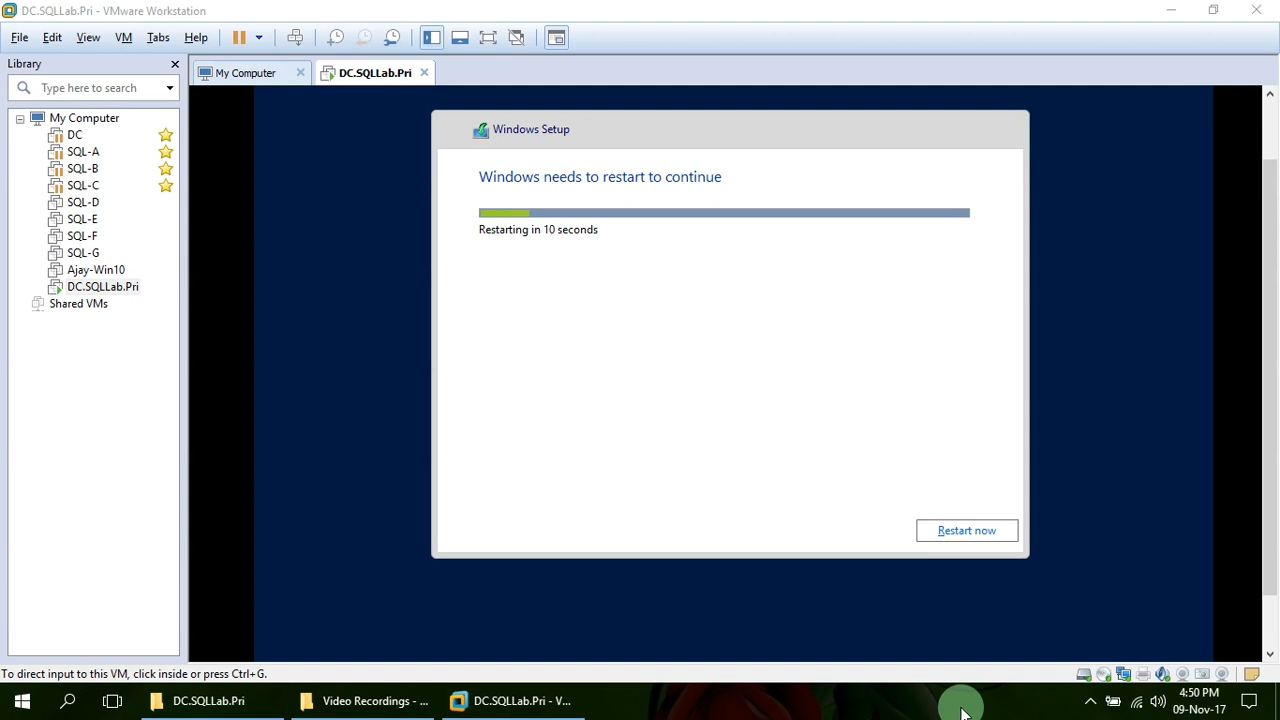 DC.SQLLab.Pri - VMware Workstation
File Edit View VM Tabs Help
Library
My Computer
DC.SQLLab.Pri
Type here to search
My Computer
DC
SQL-A
SQL-B
SQL-C
SQL-D
SQL-E
SQL-F
SQL-G
Ajay-Win10
DC.SQLLab.Pri
Shared VMs
Windows Setup
Windows needs to restart to continue
Restarting in 10 seconds
Restart now
To direct input to this VM, click inside or press Ctrl+G.
DC.SQLLab.Pri
Video Recordings - ...
DC.SQLLab.Pri - V...
4:50 PM
09-Nov-17